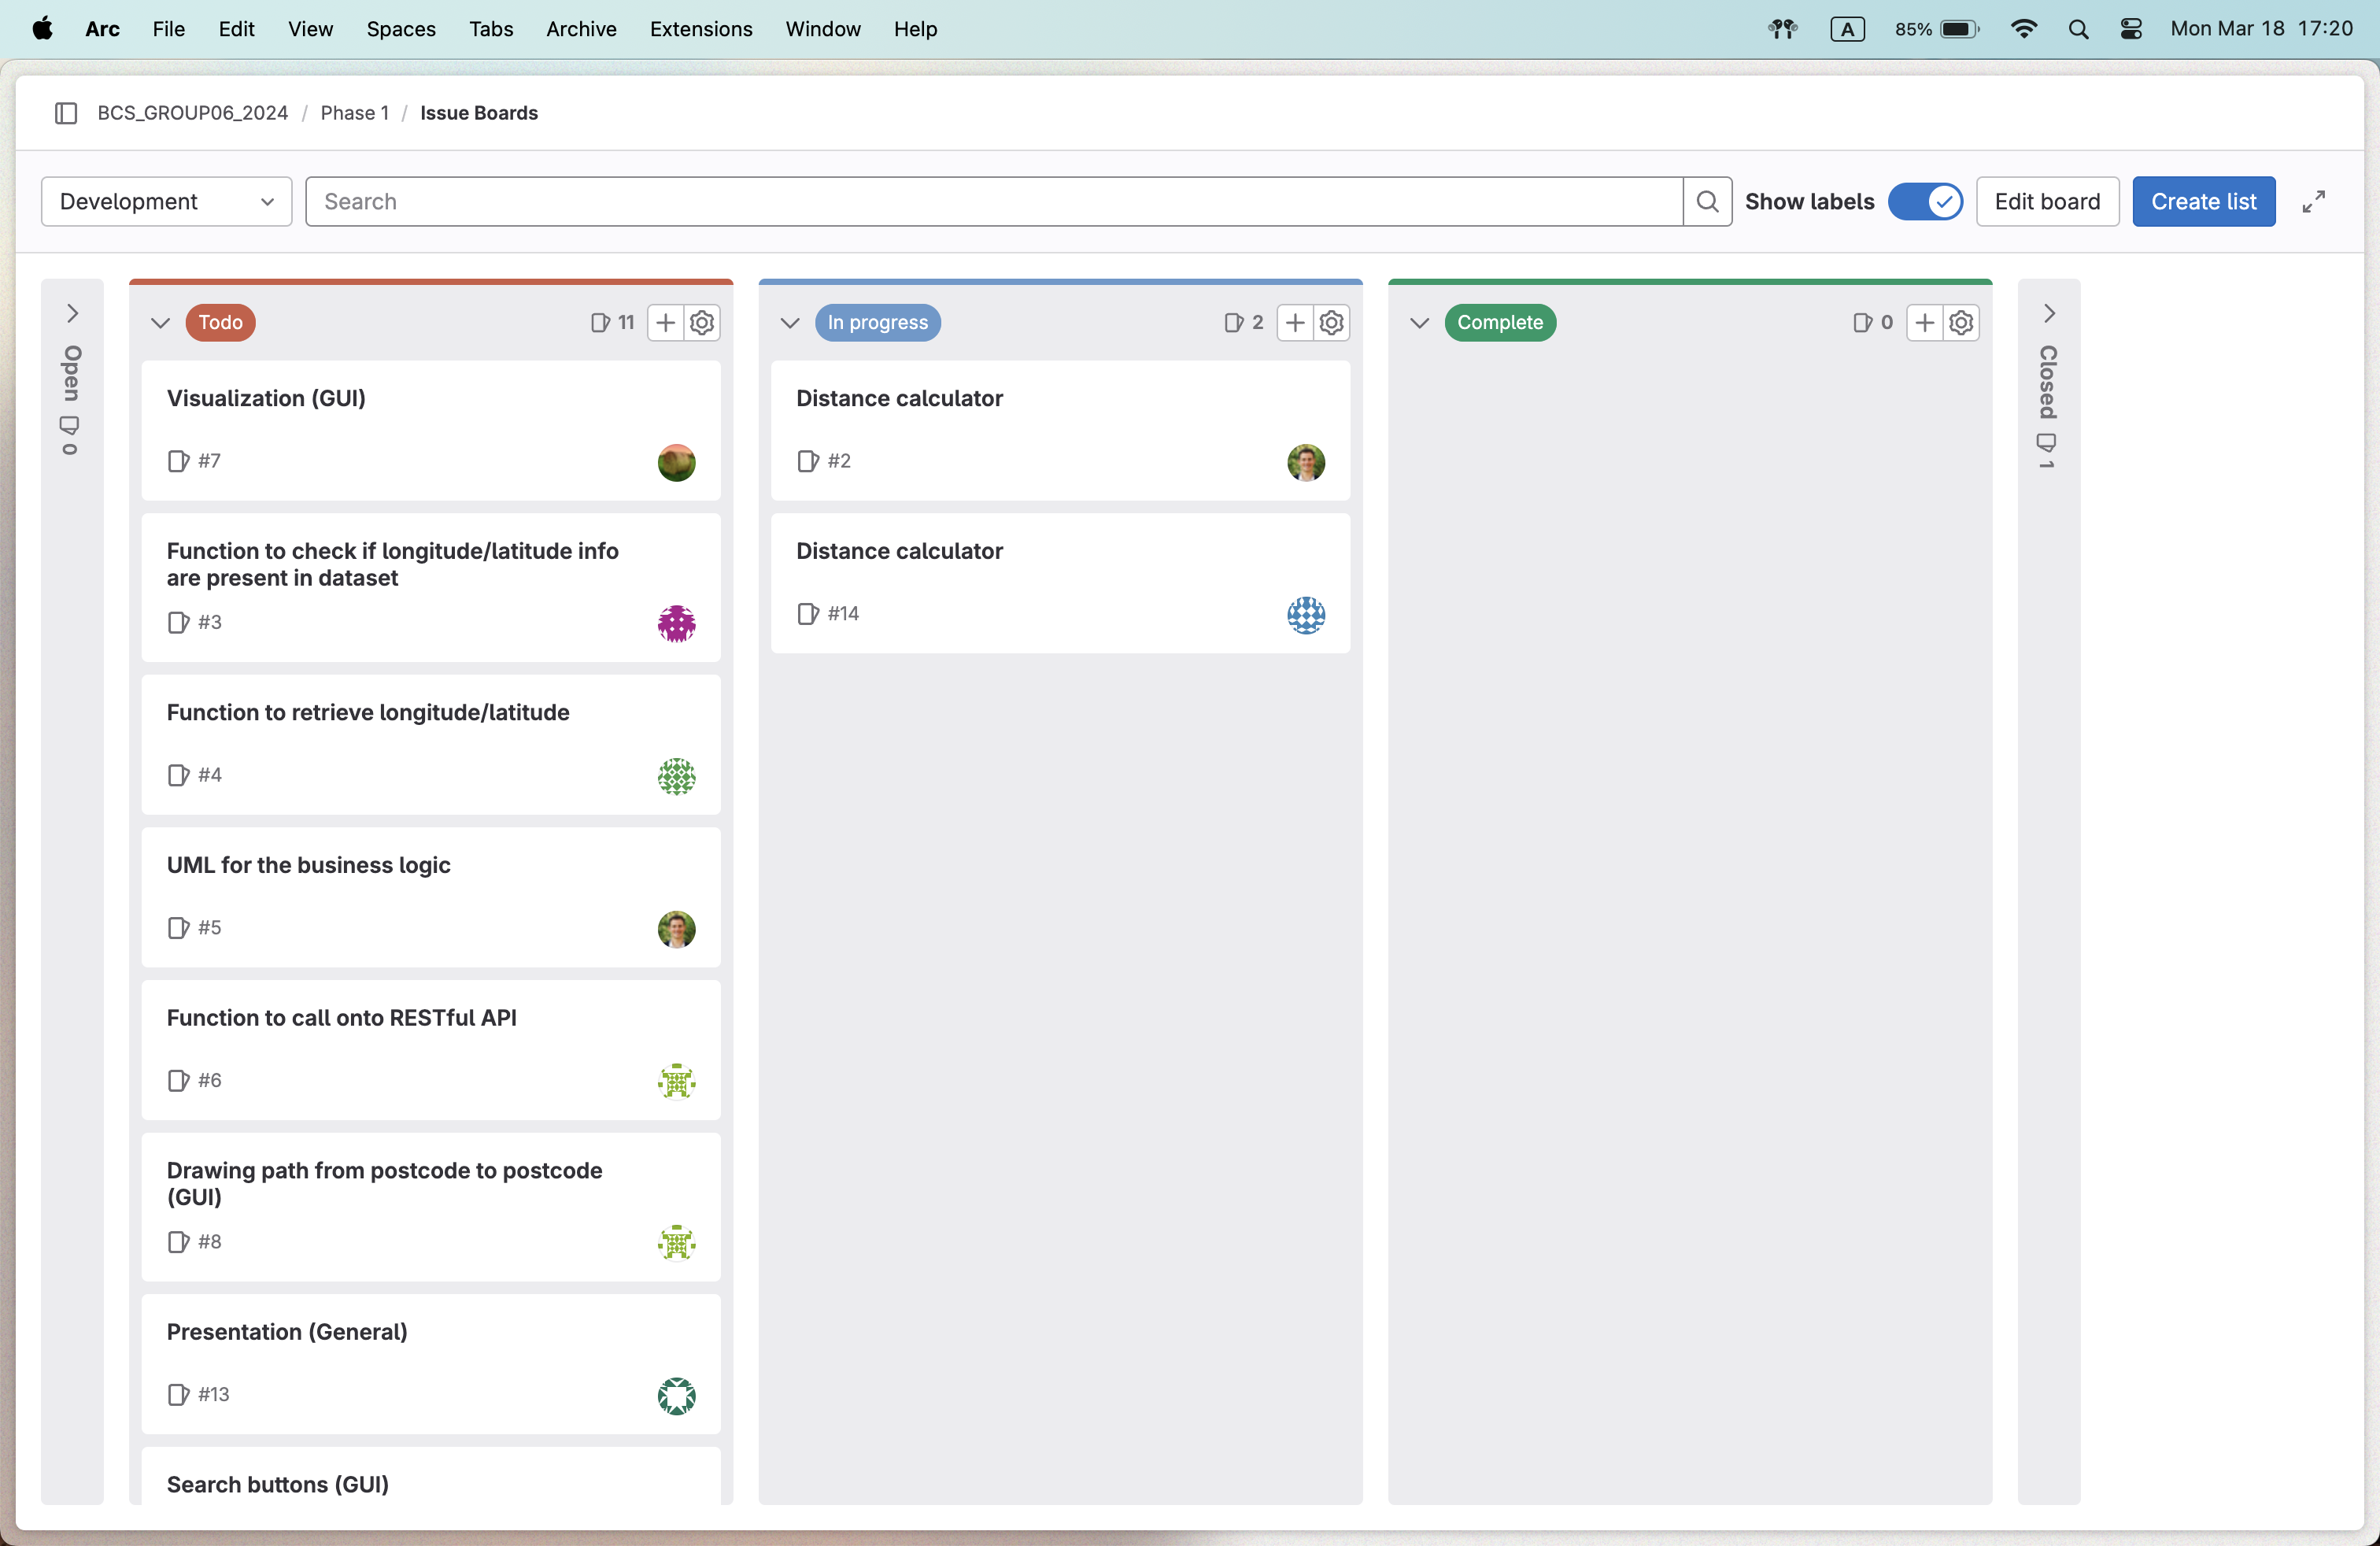 Arc File Edit View Spaces Tabs Archive Extensions Window Help A 85% Mon Mar 18 17:20
BCS_GROUP06_2024 / Phase 1 / Issue Boards
Development Search Show labels Edit board Create list
Open 0
Todo 11
Visualization (GUI)
#7
Function to check if longitude/latitude info
are present in dataset
#3
Function to retrieve longitude/latitude
#4
UML for the business logic
#5
Function to call onto RESTful API
#6
Drawing path from postcode to postcode
(GUI)
#8
Presentation (General)
#13
Search buttons (GUI)
In progress 2
Distance calculator
#2
Distance calculator
#14
Complete 0
Closed 1